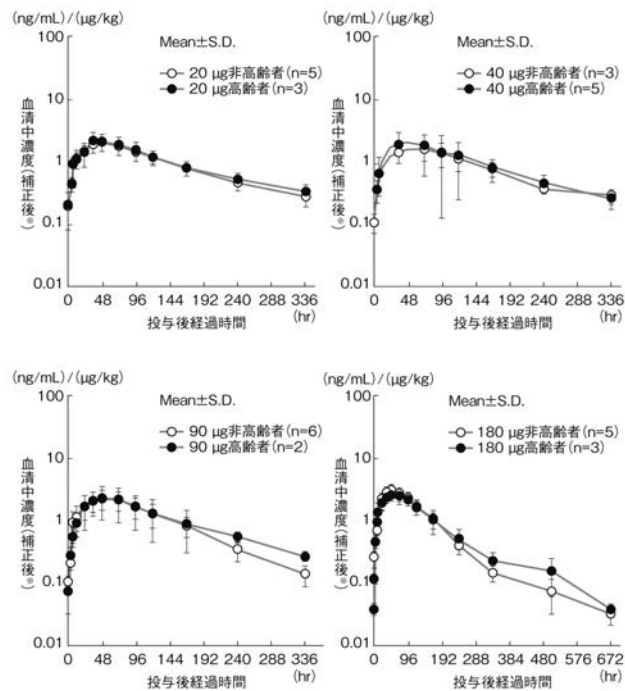 (ng/mL)/(μg/kg)
100
10
1
0.1
0.01
血清中濃度(補正後※)
Mean±S.D.
20 μg非高齢者(n=5)
20 μg高齢者(n=3)
0 48 96 144 192 240 288 336
(hr)
投与後経過時間
(ng/mL)/(μg/kg)
100
10
1
0.1
0.01
血清中濃度(補正後※)
Mean±S.D.
40 μg非高齢者(n=3)
40 μg高齢者(n=5)
0 48 96 144 192 240 288 336
(hr)
投与後経過時間
(ng/mL)/(μg/kg)
100
10
1
0.1
0.01
血清中濃度(補正後※)
Mean±S.D.
90 μg非高齢者(n=6)
90 μg高齢者(n=2)
0 48 96 144 192 240 288 336
(hr)
投与後経過時間
(ng/mL)/(μg/kg)
100
10
1
0.1
0.01
血清中濃度(補正後※)
Mean±S.D.
180 μg非高齢者(n=5)
180 μg高齢者(n=3)
0 96 192 288 384 480 576 672
(hr)
投与後経過時間